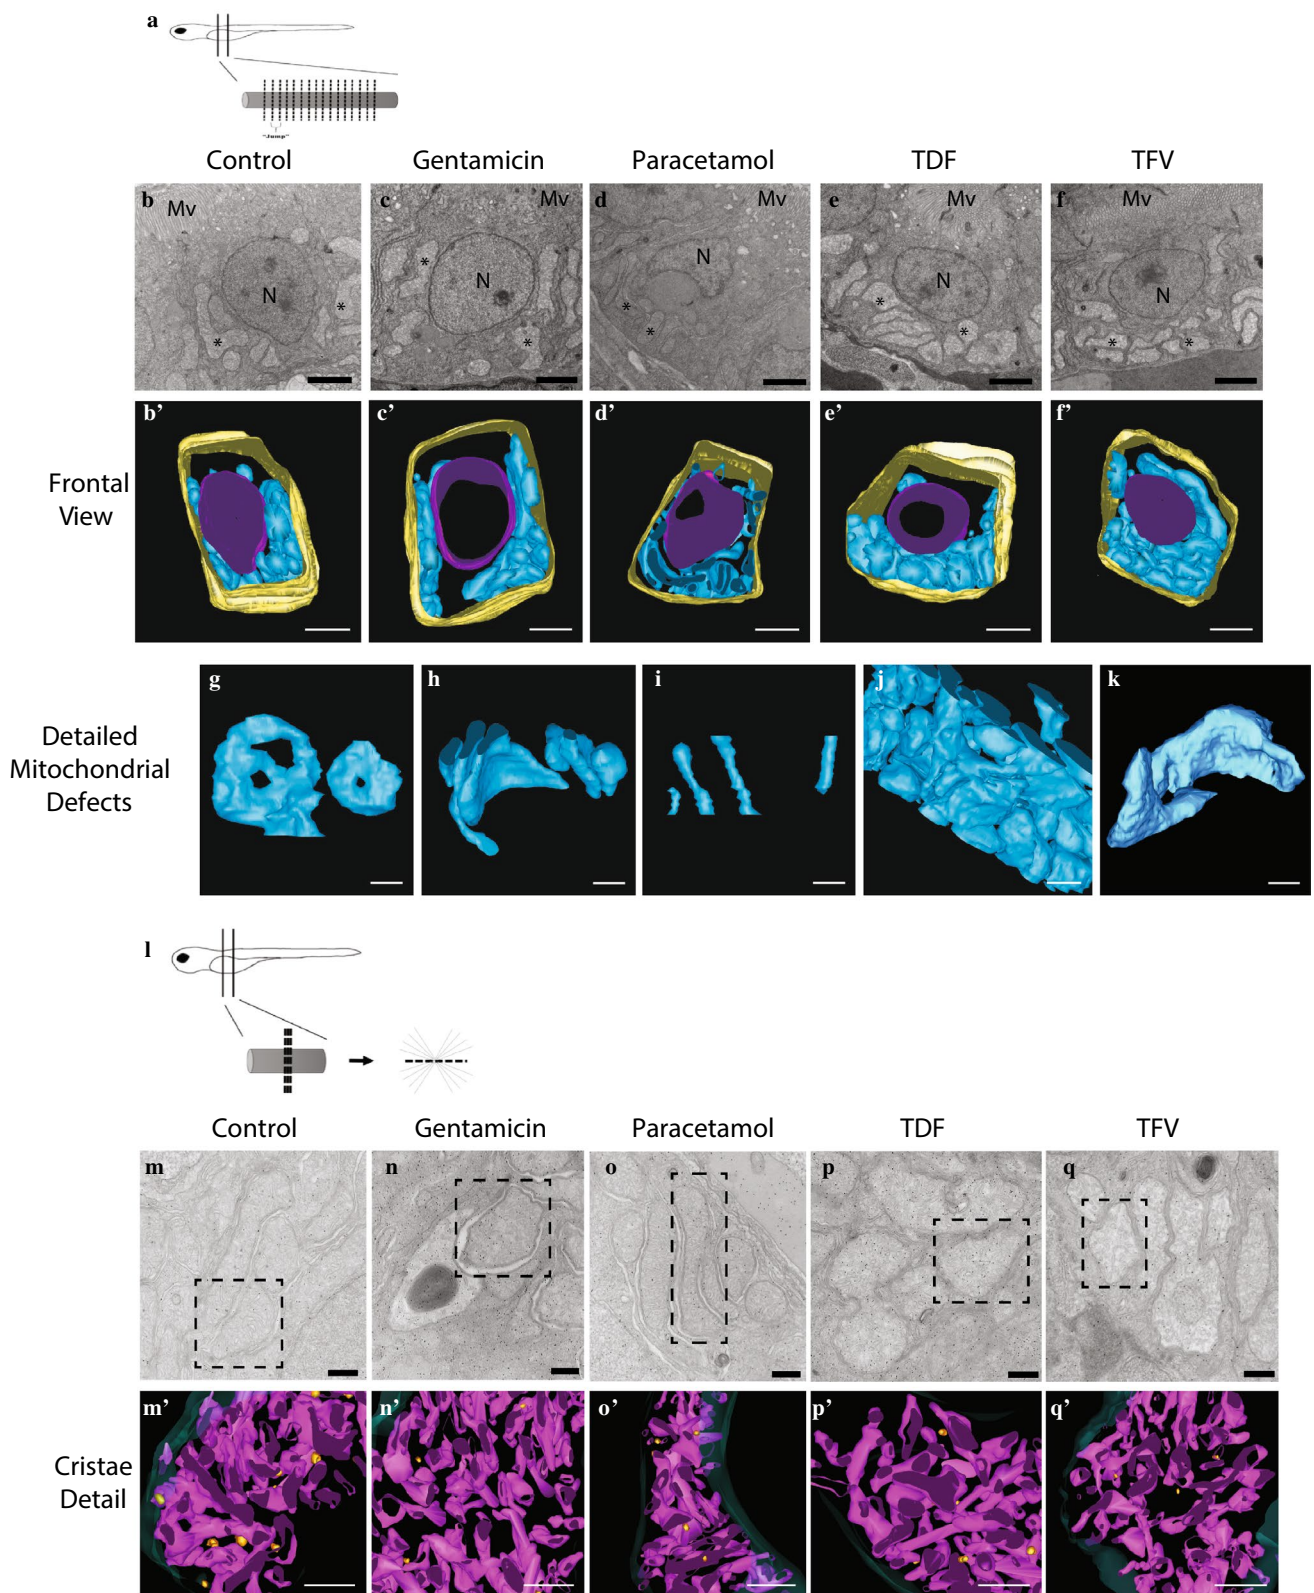 a
"Jump"
Control Gentamicin Paracetamol TDF TFV
b Mv N * *
c Mv * N *
d Mv N * *
e Mv N * *
f Mv N * *
Frontal
View
b’ c’ d’ e’ f’
Detailed
Mitochondrial
Defects
g h i j k
l
Control Gentamicin Paracetamol TDF TFV
m n o p q
Cristae
Detail
m’ n’ o’ p’ q’